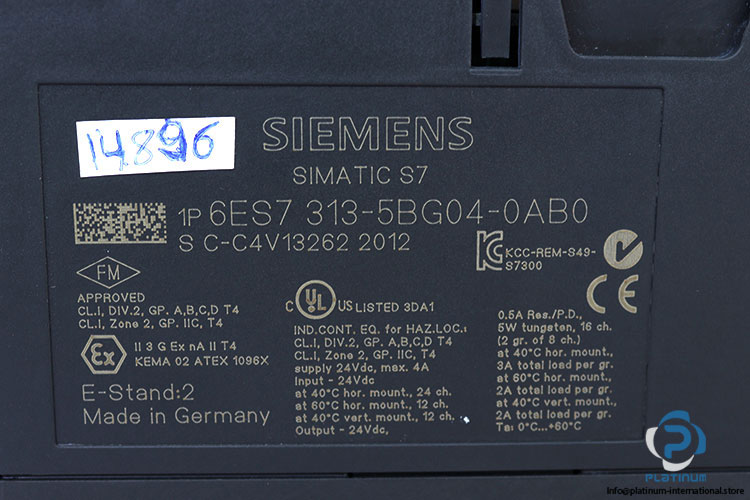 14896
SIEMENS
SIMATIC S7
1P 6ES7 313-5BG04-0AB0
S C-C4V13262 2012
KCC-REM-S49-
S7300
FM
APPROVED
CL.I, DIV.2, GP. A,B,C,D T4
CL.I, Zone 2, GP. IIC, T4
Ex
II 3 G Ex nA II T4
KEMA 02 ATEX 1096X
E-Stand:2
Made in Germany
C UL US LISTED 3DA1
IND.CONT. EQ. for HAZ.LOC.:
CL.I, DIV.2, GP. A,B,C,D T4
CL.I, Zone 2, GP. IIC, T4
supply 24Vdc, max. 4A
Input - 24Vdc
at 40°C hor. mount., 24 ch.
at 60°C hor. mount., 12 ch.
at 40°C vert. mount., 12 ch.
Output - 24Vdc,
CE
0.5A Res./P.D.,
5W tungsten, 16 ch.
(2 gr. of 8 ch.)
at 40°C hor. mount.,
3A total load per gr.
at 60°C hor. mount.,
2A total load per gr.
at 40°C vert. mount.,
2A total load per gr.
Ta: 0°C...+60°C
PLATINUM
info@platinum-international.store